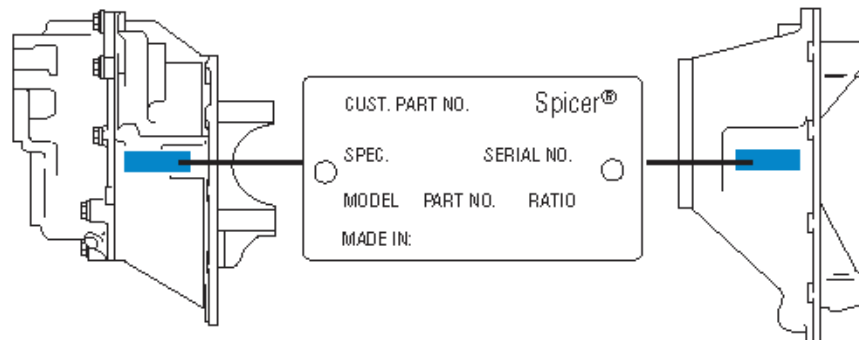 CUST. PART NO. Spicer®
SPEC. SERIAL NO.
MODEL PART NO. RATIO
MADE IN: